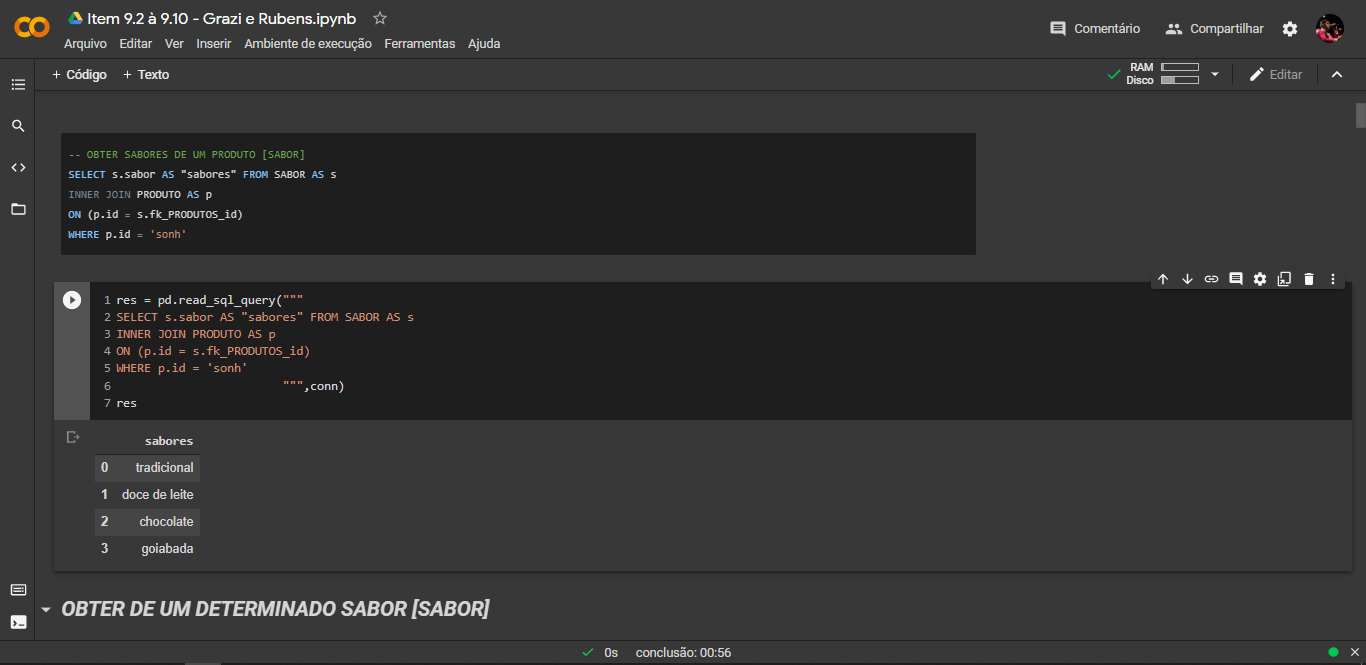 Item 9.2 à 9.10 - Grazi e Rubens.ipynb
Comentário Compartilhar
Arquivo Editar Ver Inserir Ambiente de execução Ferramentas Ajuda
+ Código + Texto
RAM
Disco
Editar
-- OBTER SABORES DE UM PRODUTO [SABOR]
SELECT s.sabor AS "sabores" FROM SABOR AS s
INNER JOIN PRODUTO AS p
ON (p.id = s.fk_PRODUTOS_id)
WHERE p.id = 'sonh'
1 res = pd.read_sql_query("""
2 SELECT s.sabor AS "sabores" FROM SABOR AS s
3 INNER JOIN PRODUTO AS p
4 ON (p.id = s.fk_PRODUTOS_id)
5 WHERE p.id = 'sonh'
6 """,conn)
7 res
sabores
0 tradicional
1 doce de leite
2 chocolate
3 goiabada
OBTER DE UM DETERMINADO SABOR [SABOR]
0s conclusão: 00:56